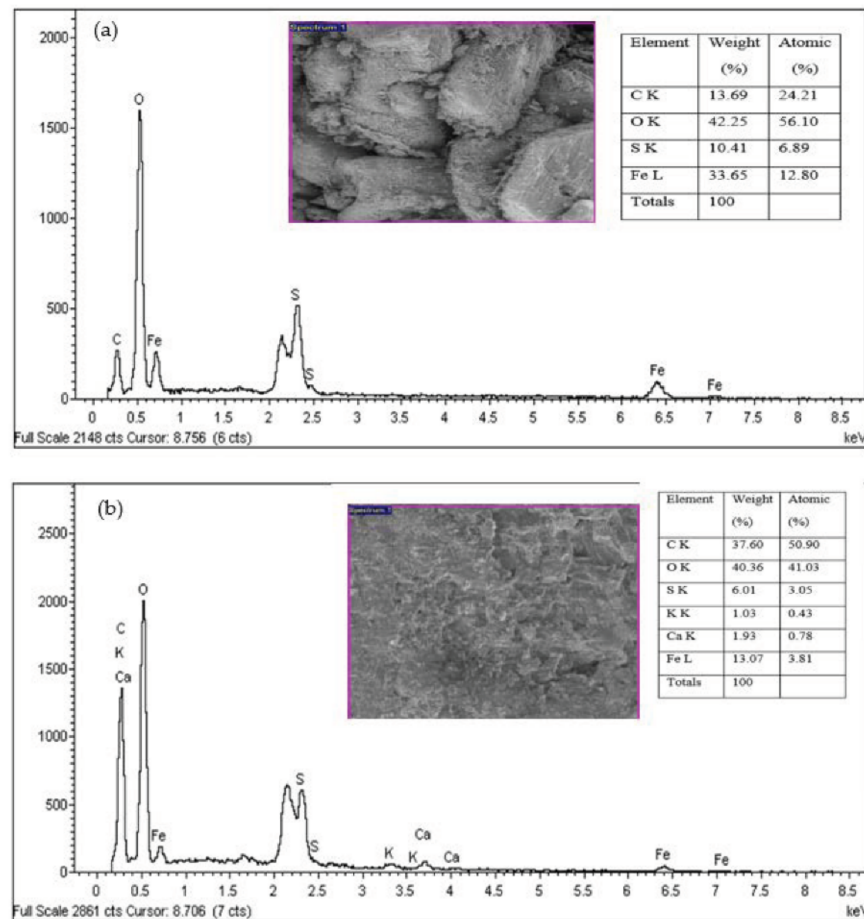 (a)
Spectrum 1
2000
1500
1000
500
0
O
C
Fe
S
S
Fe
Fe
0 0.5 1 1.5 2 2.5 3 3.5 4 4.5 5 5.5 6 6.5 7 7.5 8 8.5
Full Scale 2148 cts Cursor: 8.756 (6 cts) keV
Element Weight Atomic
(%) (%)
C K 13.69 24.21
O K 42.25 56.10
S K 10.41 6.89
Fe L 33.65 12.80
Totals 100
(b)
Spectrum 1
2500
2000
1500
1000
500
0
O
C
K
Ca
Fe
S
S
K
K
Ca
Ca
Fe
Fe
0 0.5 1 1.5 2 2.5 3 3.5 4 4.5 5 5.5 6 6.5 7 7.5 8 8.5
Full Scale 2861 cts Cursor: 8.706 (7 cts) keV
Element Weight Atomic
(%) (%)
C K 37.60 50.90
O K 40.36 41.03
S K 6.01 3.05
K K 1.03 0.43
Ca K 1.93 0.78
Fe L 13.07 3.81
Totals 100